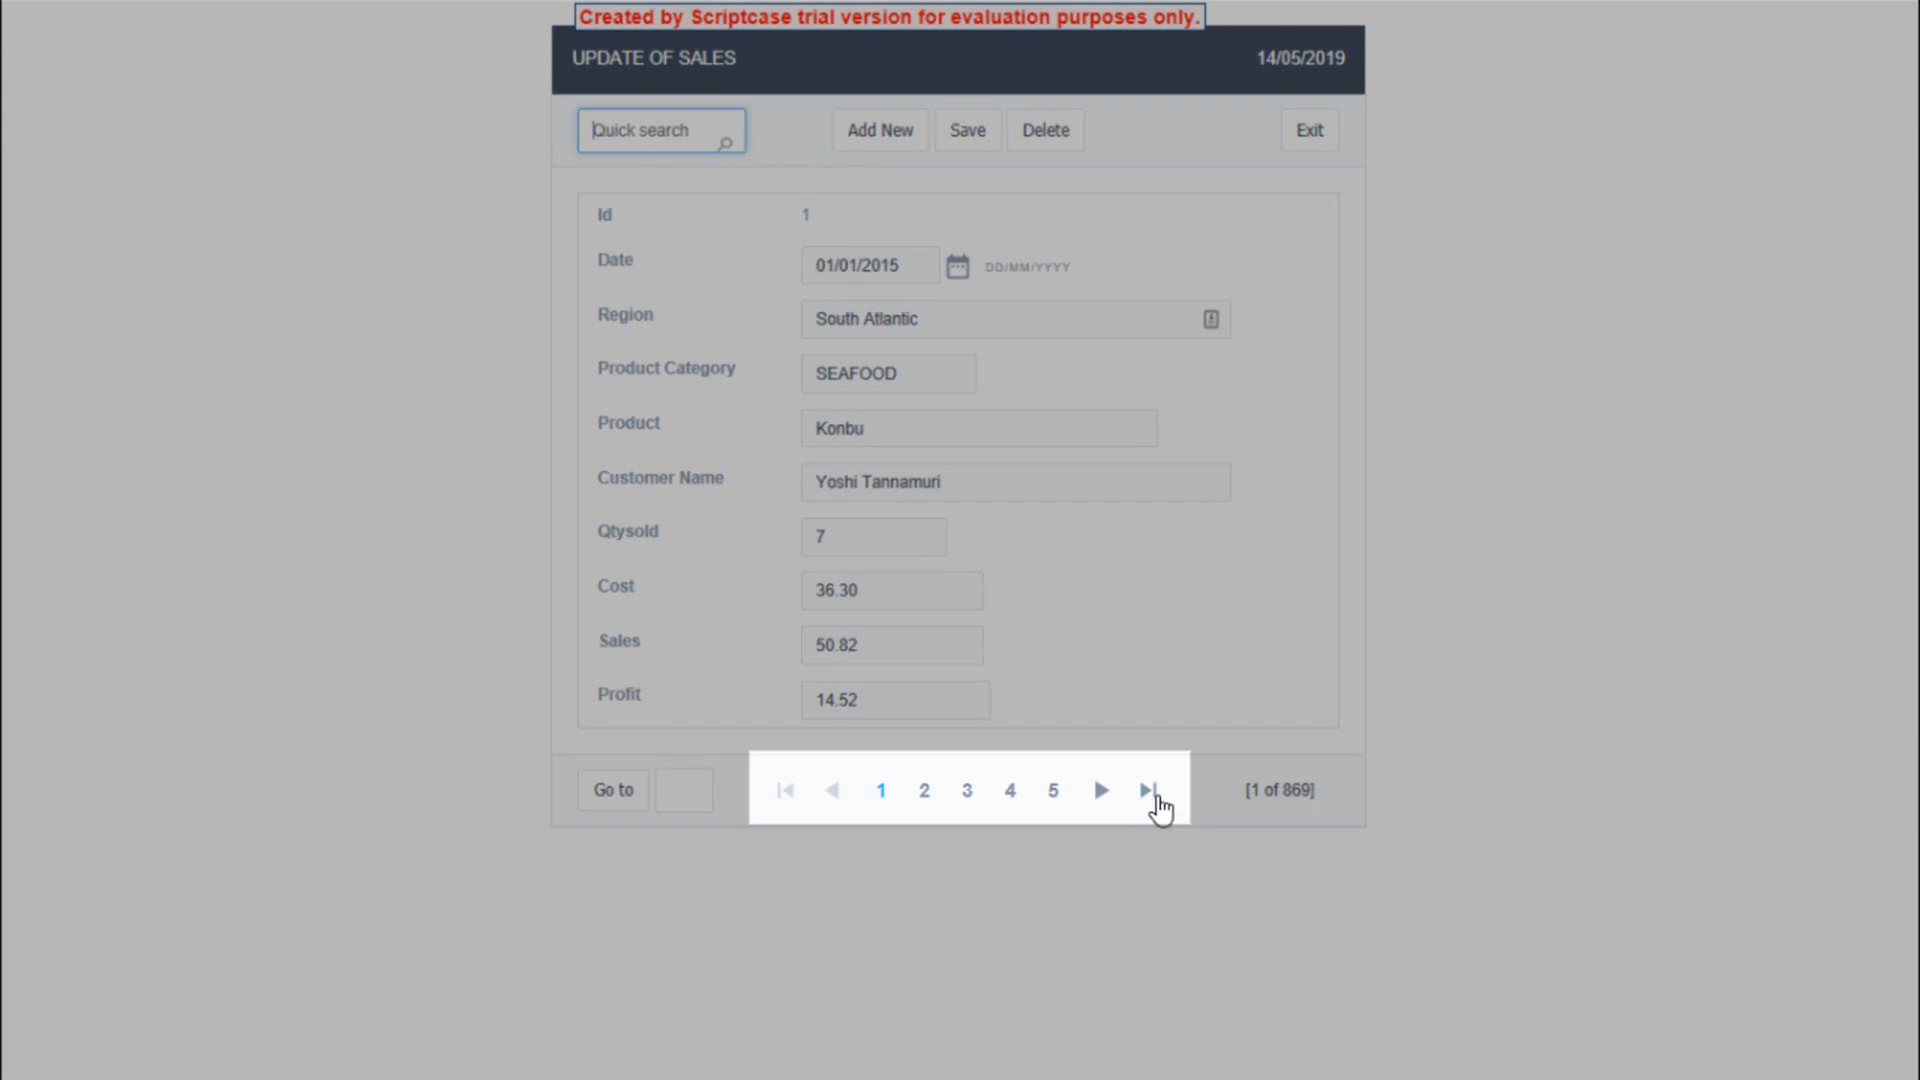 Created by Scriptcase trial version for evaluation purposes only.
UPDATE OF SALES 14/05/2019
Quick search Add New Save Delete Exit
Id 1
Date 01/01/2015 DD/MM/YYYY
Region South Atlantic
Product Category SEAFOOD
Product Konbu
Customer Name Yoshi Tannamuri
Qtysold 7
Cost 36.30
Sales 50.82
Profit 14.52
Go to 1 2 3 4 5 [1 of 869]